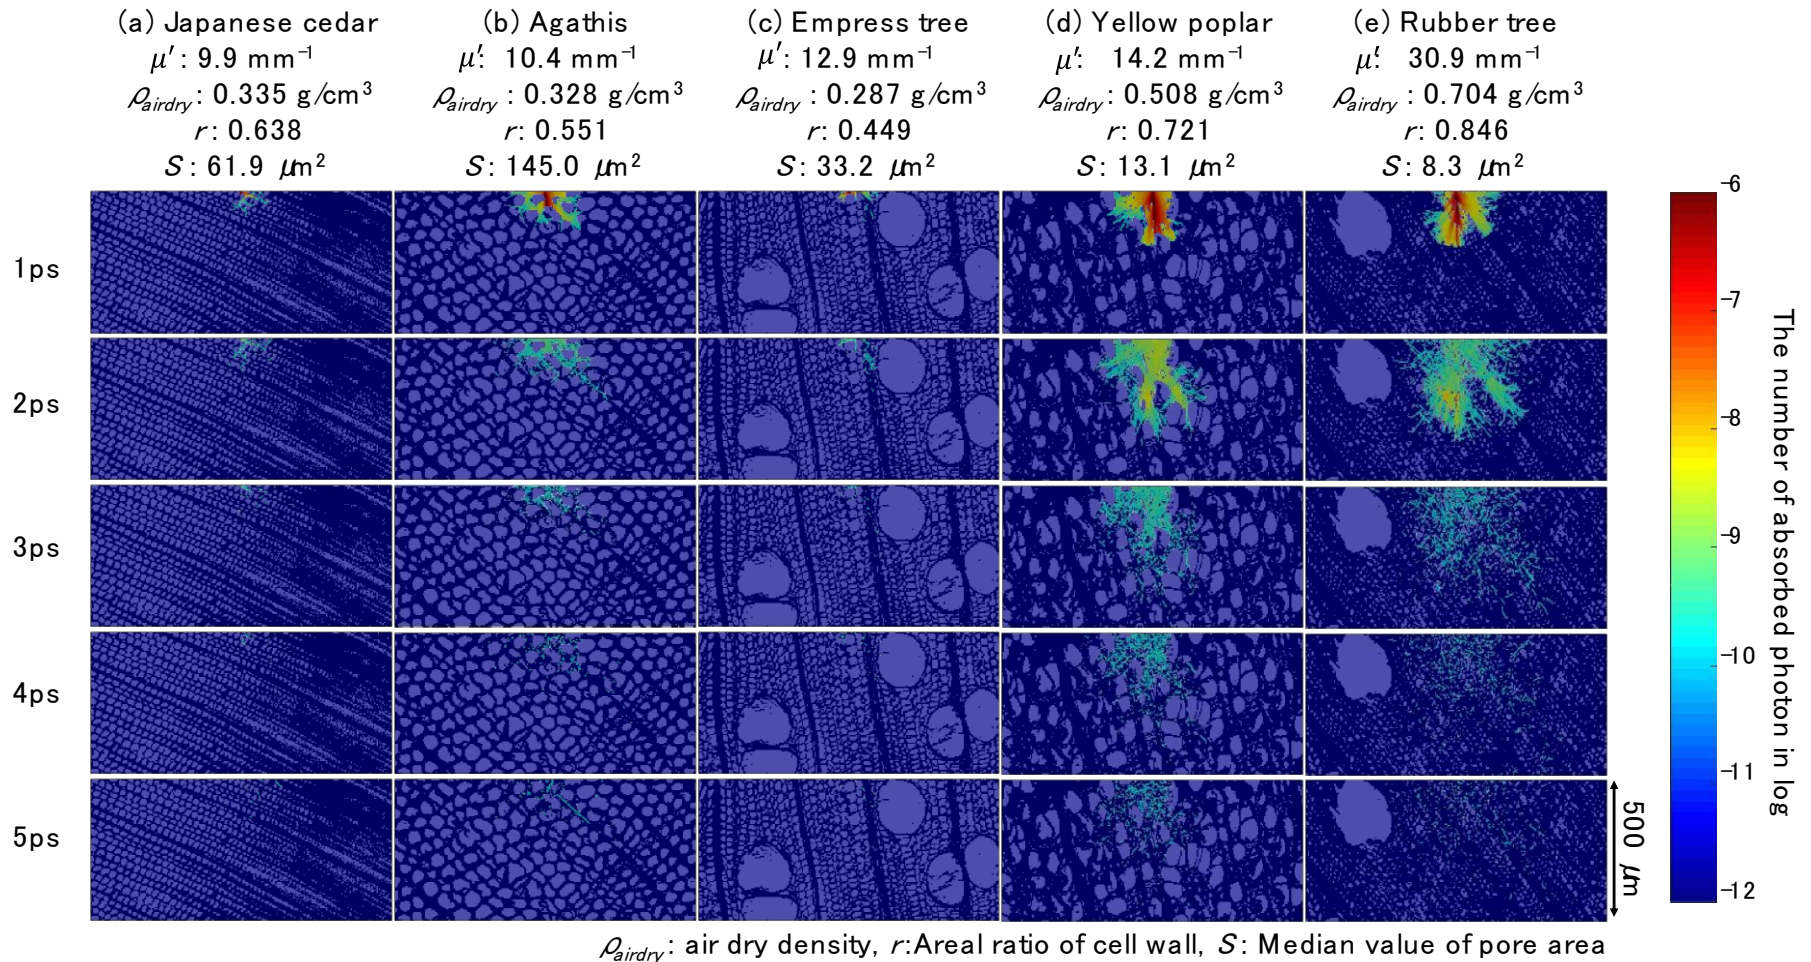 (a) Japanese cedar
μ′: 9.9 mm⁻¹
ρairdry: 0.335 g/cm³
r: 0.638
S: 61.9 μm²
(b) Agathis
μ′: 10.4 mm⁻¹
ρairdry : 0.328 g/cm³
r: 0.551
S: 145.0 μm²
(c) Empress tree
μ′: 12.9 mm⁻¹
ρairdry : 0.287 g/cm³
r: 0.449
S: 33.2 μm²
(d) Yellow poplar
μ′: 14.2 mm⁻¹
ρairdry : 0.508 g/cm³
r: 0.721
S: 13.1 μm²
(e) Rubber tree
μ′: 30.9 mm⁻¹
ρairdry : 0.704 g/cm³
r: 0.846
S: 8.3 μm²
1ps
2ps
3ps
4ps
5ps
500 μm
-6
-7
-8
-9
-10
-11
-12
The number of absorbed photon in log
ρairdry: air dry density, r:Areal ratio of cell wall, S: Median value of pore area